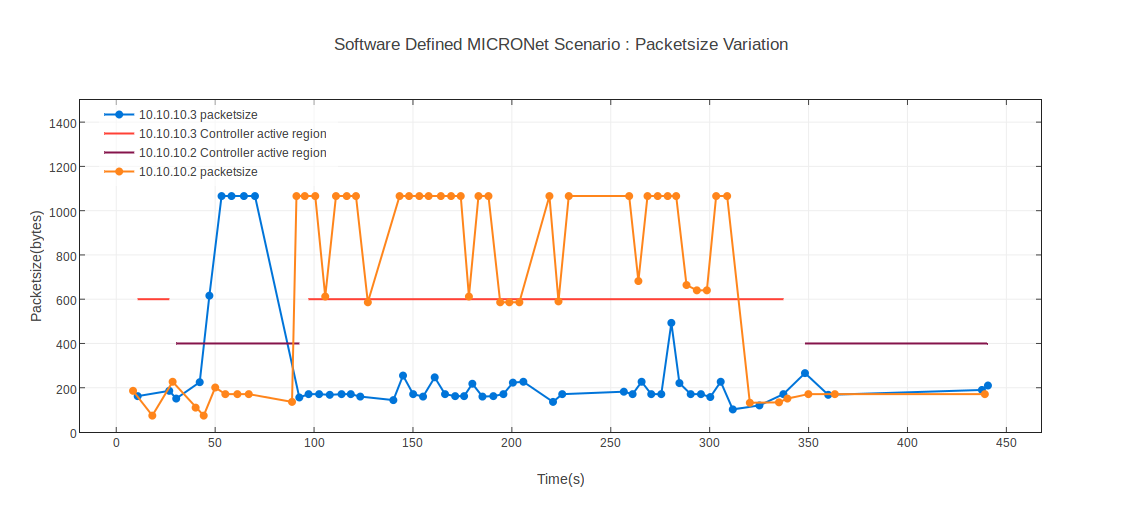 Software Defined MICRONet Scenario : Packetsize Variation
10.10.10.3 packetsize
10.10.10.3 Controller active region
10.10.10.2 Controller active region
10.10.10.2 packetsize
Packetsize(bytes)
1400
1200
1000
800
600
400
200
0
0 50 100 150 200 250 300 350 400 450
Time(s)